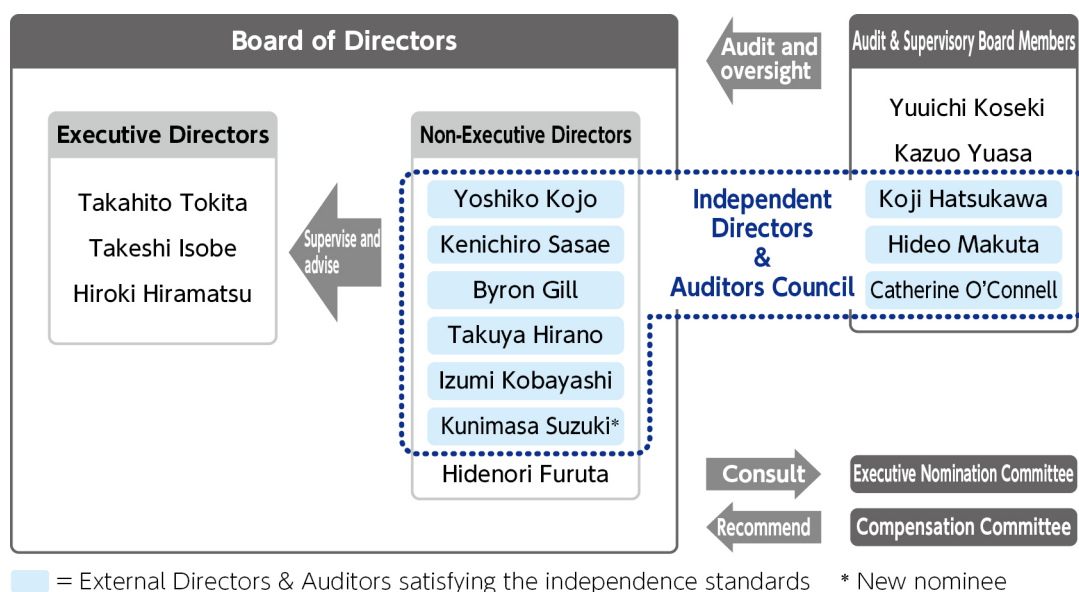 Board of Directors
Executive Directors
Takahito Tokita
Takeshi Isobe
Hiroki Hiramatsu
Supervise and
advise
Non-Executive Directors
Yoshiko Kojo
Kenichiro Sasae
Byron Gill
Takuya Hirano
Izumi Kobayashi
Kunimasa Suzuki*
Hidenori Furuta
Audit and
oversight
Audit & Supervisory Board Members
Yuuichi Koseki
Kazuo Yuasa
Koji Hatsukawa
Hideo Makuta
Catherine O’Connell
Independent
Directors
&
Auditors Council
Consult
Executive Nomination Committee
Recommend
Compensation Committee
= External Directors & Auditors satisfying the independence standards * New nominee